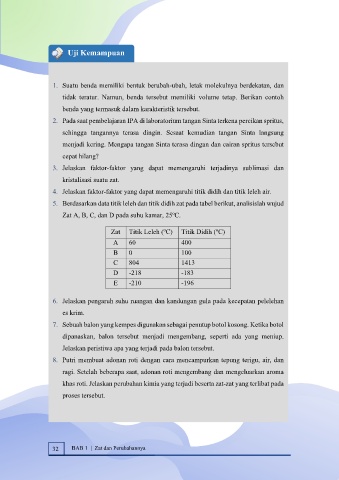 Uji Kemampuan
1. Suatu benda memiliki bentuk berubah-ubah, letak molekulnya berdekatan, dan
tidak teratur. Namun, benda tersebut memiliki volume tetap. Berikan contoh
benda yang termasuk dalam karakteristik tersebut.
2. Pada saat pembelajaran IPA di laboratorium tangan Sinta terkena percikan spritus,
sehingga tangannya terasa dingin. Sesaat kemudian tangan Sinta langsung
menjadi kering. Mengapa tangan Sinta terasa dingin dan cairan spritus tersebut
cepat hilang?
3. Jelaskan faktor-faktor yang dapat memengaruhi terjadinya sublimasi dan
kristalisasi suatu zat.
4. Jelaskan faktor-faktor yang dapat memengaruhi titik didih dan titik leleh air.
5. Berdasarkan data titik leleh dan titik didih zat pada tabel berikut, analisislah wujud
Zat A, B, C, dan D pada suhu kamar, 25°C.
Zat Titik Leleh (°C) Titik Didih (°C)
A 60 400
B 0 100
C 804 1413
D -218 -183
E -210 -196
6. Jelaskan pengaruh suhu ruangan dan kandungan gula pada kecepatan pelelehan
es krim.
7. Sebuah balon yang kempes digunakan sebagai penutup botol kosong. Ketika botol
dipanaskan, balon tersebut menjadi mengembang, seperti ada yang meniup.
Jelaskan peristiwa apa yang terjadi pada balon tersebut.
8. Putri membuat adonan roti dengan cara mencampurkan tepung terigu, air, dan
ragi. Setelah beberapa saat, adonan roti mengembang dan mengeluarkan aroma
khas roti. Jelaskan perubahan kimia yang terjadi beserta zat-zat yang terlibat pada
proses tersebut.
12 BAB 1 | Zat dan Perubahannya